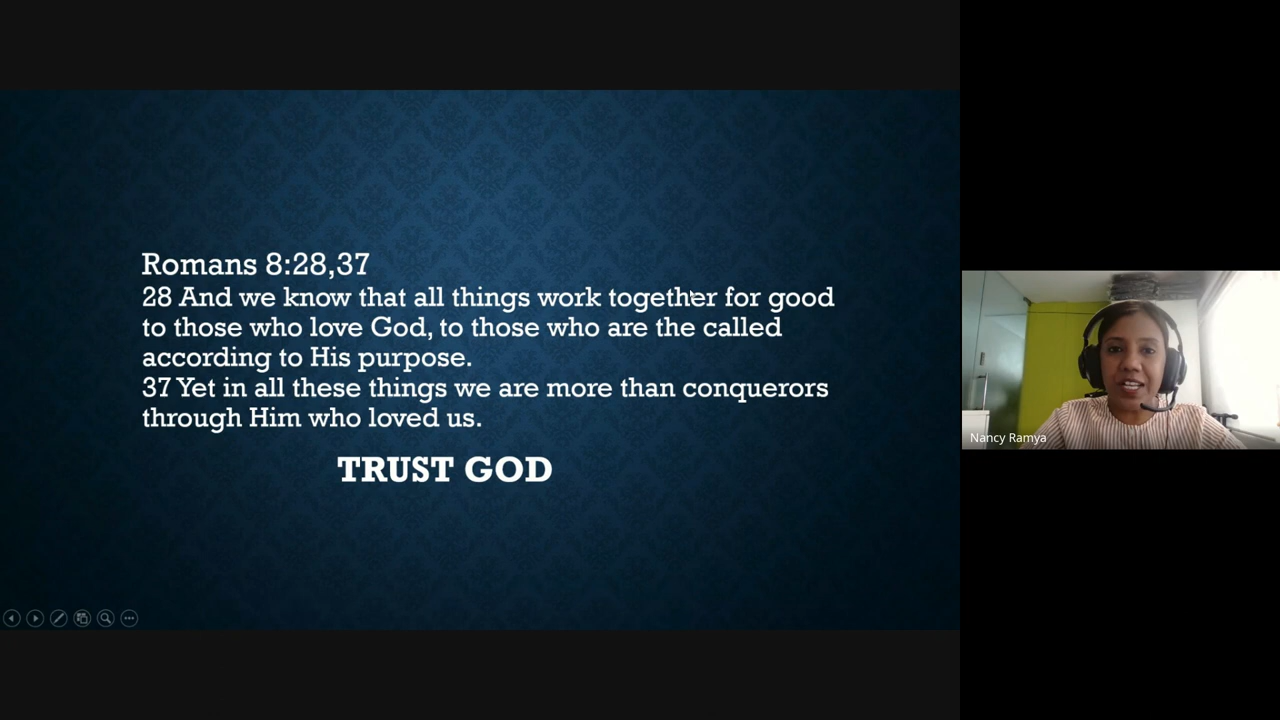 Romans 8:28,37
28 And we know that all things work together for good
to those who love God, to those who are the called
according to His purpose.
37 Yet in all these things we are more than conquerors
through Him who loved us.
TRUST GOD
Nancy Ramya